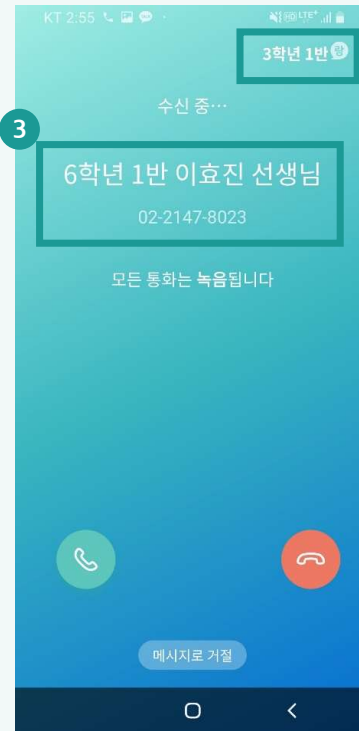 KT 2:55
3학년 1반 랑
수신 중…
3
6학년 1반 이효진 선생님
02-2147-8023
모든 통화는 녹음됩니다
메시지로 거절